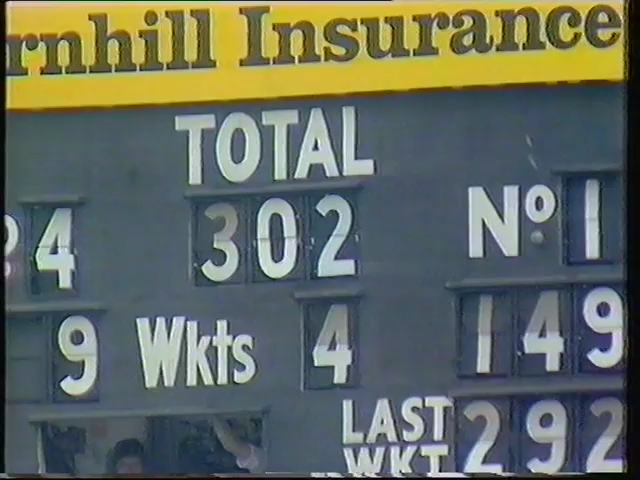 rnhill Insurance
TOTAL
4 302 Nº 1
9 Wkts 4 149
LAST WKT 292